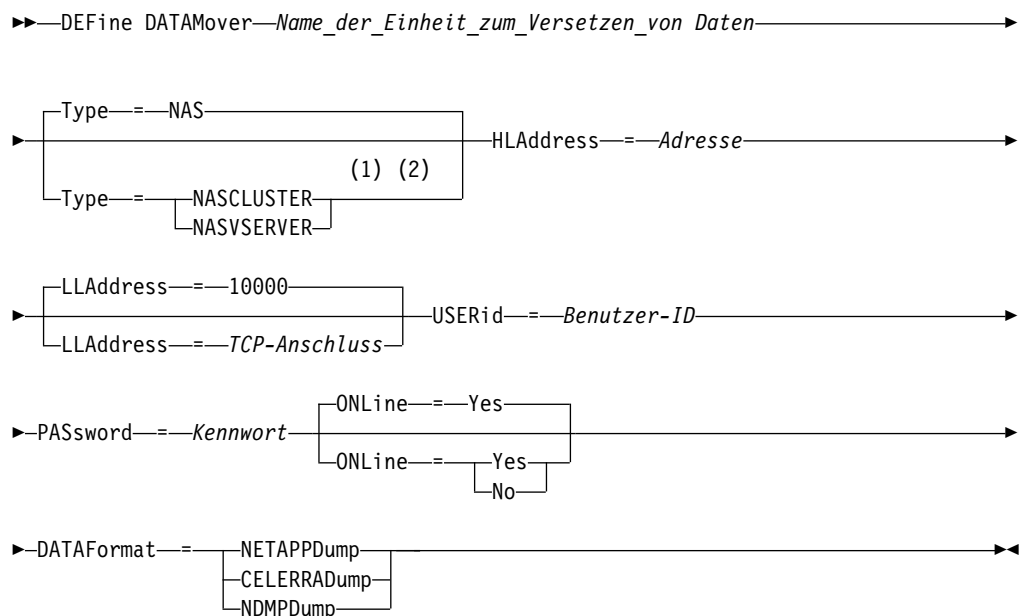 DEFine DATAMover Name_der_Einheit_zum_Versetzen_von Daten
Type = NAS
HLAddress = Adresse
(1) (2)
Type = NASCLUSTER
NASVSERVER
LLAddress = 10000
USERid = Benutzer-ID
LLAddress = TCP-Anschluss
ONLine = Yes
PASsword = Kennwort
ONLine = Yes
No
DATAFormat = NETAPPDump
CELERRADump
NDMPDump